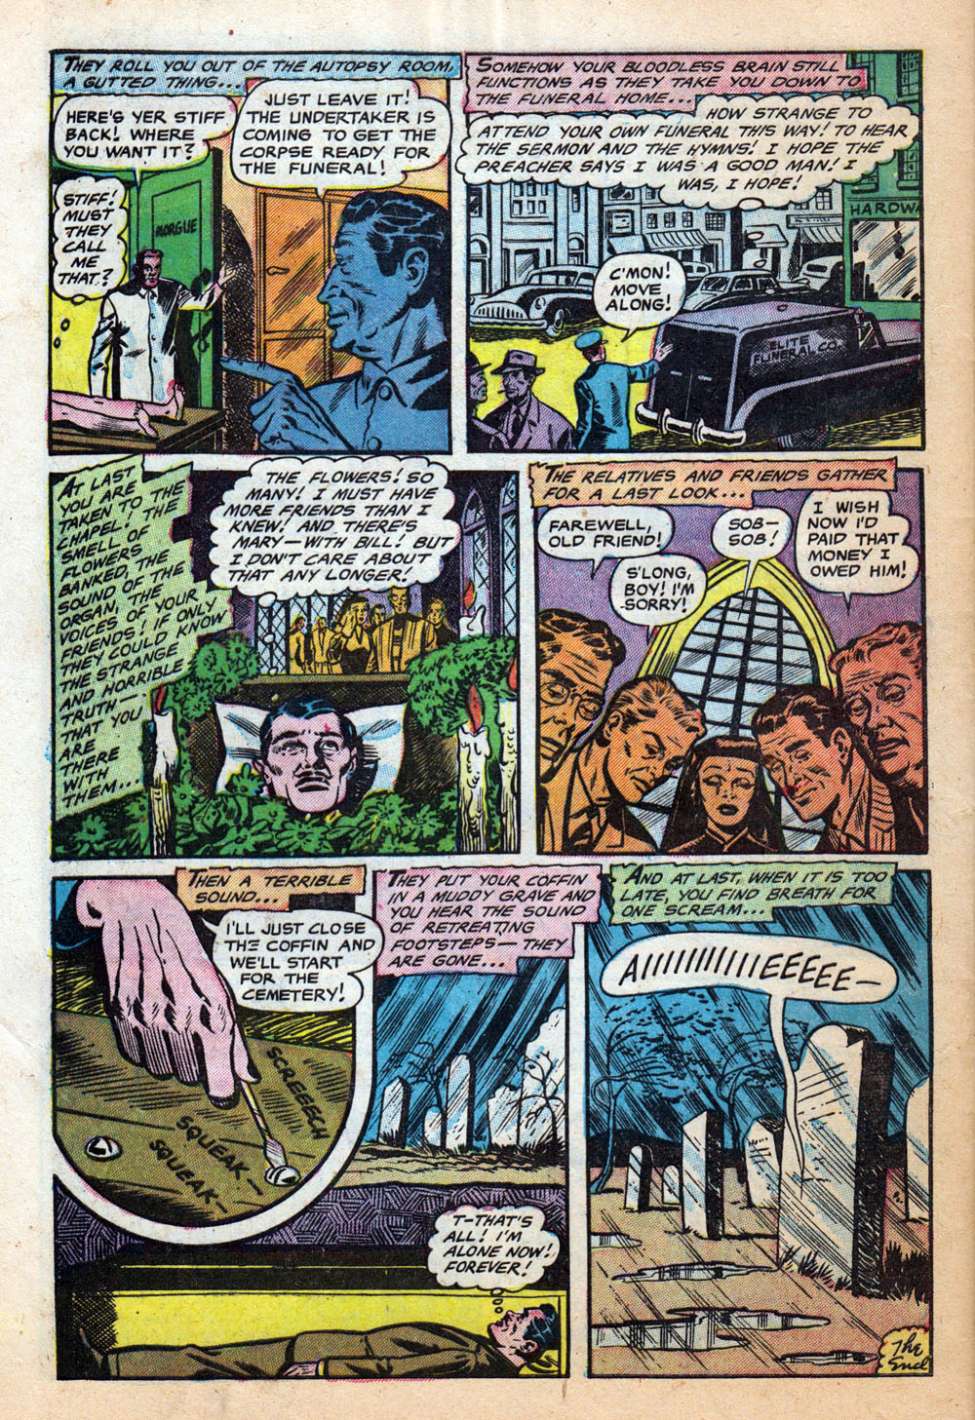 THEY ROLL YOU OUT OF THE AUTOPSY ROOM,
A GUTTED THING...
HERE'S YER STIFF
BACK! WHERE
YOU WANT IT?
JUST LEAVE IT!
THE UNDERTAKER IS
COMING TO GET THE
CORPSE READY FOR
THE FUNERAL!
STIFF!
MUST
THEY
CALL
ME
THAT?
MORGUE
SOMEHOW YOUR BLOODLESS BRAIN STILL
FUNCTIONS AS THEY TAKE YOU DOWN TO
THE FUNERAL HOME...
HOW STRANGE TO
ATTEND YOUR OWN FUNERAL THIS WAY! TO HEAR
THE SERMON AND THE HYMNS! I HOPE THE
PREACHER SAYS I WAS A GOOD MAN! I
WAS, I HOPE!
HARDWA
C'MON!
MOVE
ALONG!
ELITE
FUNERAL CO.
AT LAST
YOU ARE
TAKEN TO THE
CHAPEL! THE
SMELL OF
FLOWERS
BANKED, THE
SOUND OF THE
ORGAN, THE
VOICES OF YOUR
FRIENDS! IF ONLY
THEY COULD KNOW
THE STRANGE
AND HORRIBLE
TRUTH—
THAT YOU
ARE
THERE
WITH
THEM...
THE FLOWERS! SO
MANY! I MUST HAVE
MORE FRIENDS THAN I
KNEW! AND THERE'S
MARY—WITH BILL! BUT
I DON'T CARE ABOUT
THAT ANY LONGER!
THE RELATIVES AND FRIENDS GATHER
FOR A LAST LOOK...
FAREWELL,
OLD FRIEND!
S'LONG,
BOY! I'M
SORRY!
SOB—
SOB!
I WISH
NOW I'D
PAID THAT
MONEY I
OWED HIM!
THEN A TERRIBLE
SOUND...
I'LL JUST CLOSE
THE COFFIN AND
WE'LL START
FOR THE
CEMETERY!
SCREEECH
SQUEAK—
SQUEAK—
THEY PUT YOUR COFFIN
IN A MUDDY GRAVE AND
YOU HEAR THE SOUND
OF RETREATING
FOOTSTEPS—THEY
ARE GONE...
T-THAT'S
ALL! I'M
ALONE NOW!
FOREVER!
AND AT LAST, WHEN IT IS TOO
LATE, YOU FIND BREATH FOR
ONE SCREAM...
AIIIIIIIIIIIEEEEE—
The
End